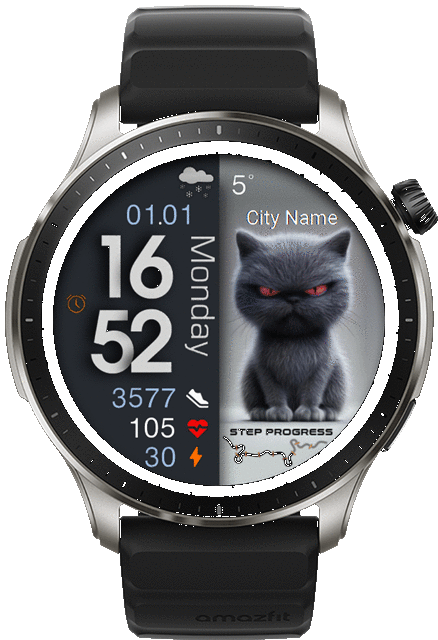 5°
01.01
City Name
16
Monday
52
3577
105
STEP PROGRESS
30
amazfit